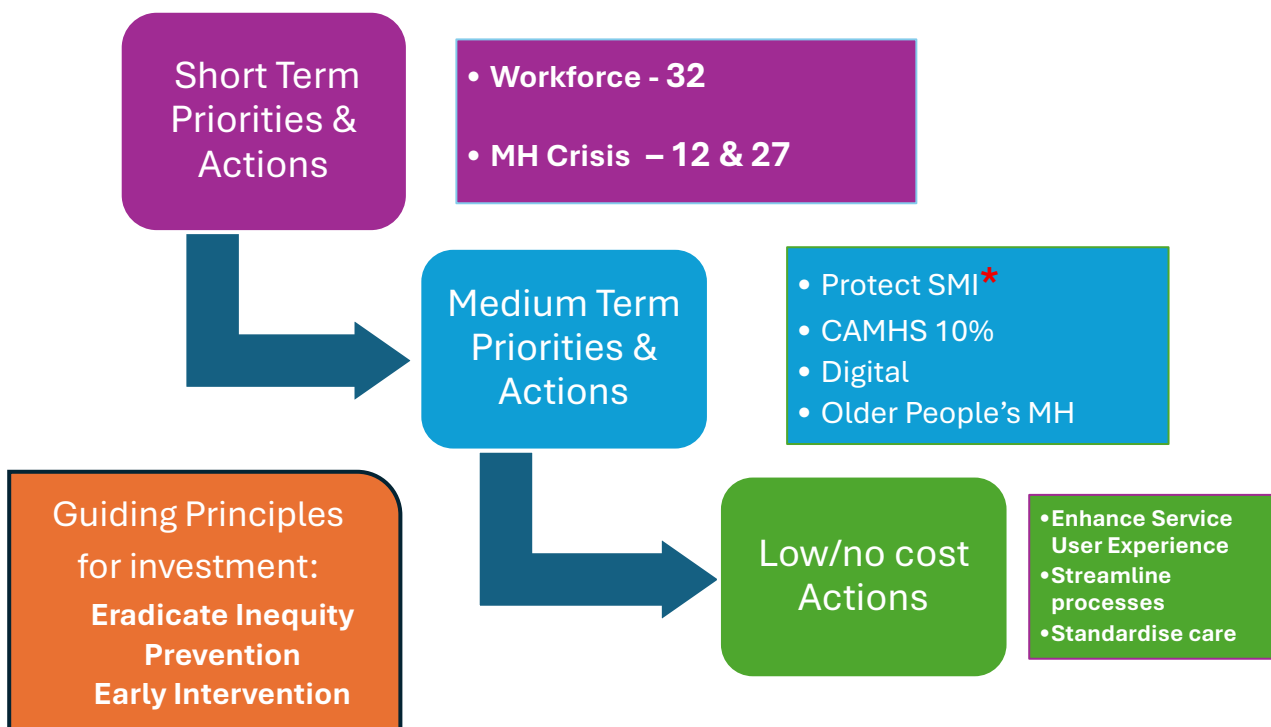 Short Term
Priorities &
Actions
• Workforce - 32
• MH Crisis – 12 & 27
Medium Term
Priorities &
Actions
• Protect SMI*
• CAMHS 10%
• Digital
• Older People’s MH
Guiding Principles
for investment:
Eradicate Inequity
Prevention
Early Intervention
Low/no cost
Actions
•Enhance Service
User Experience
•Streamline
processes
•Standardise care